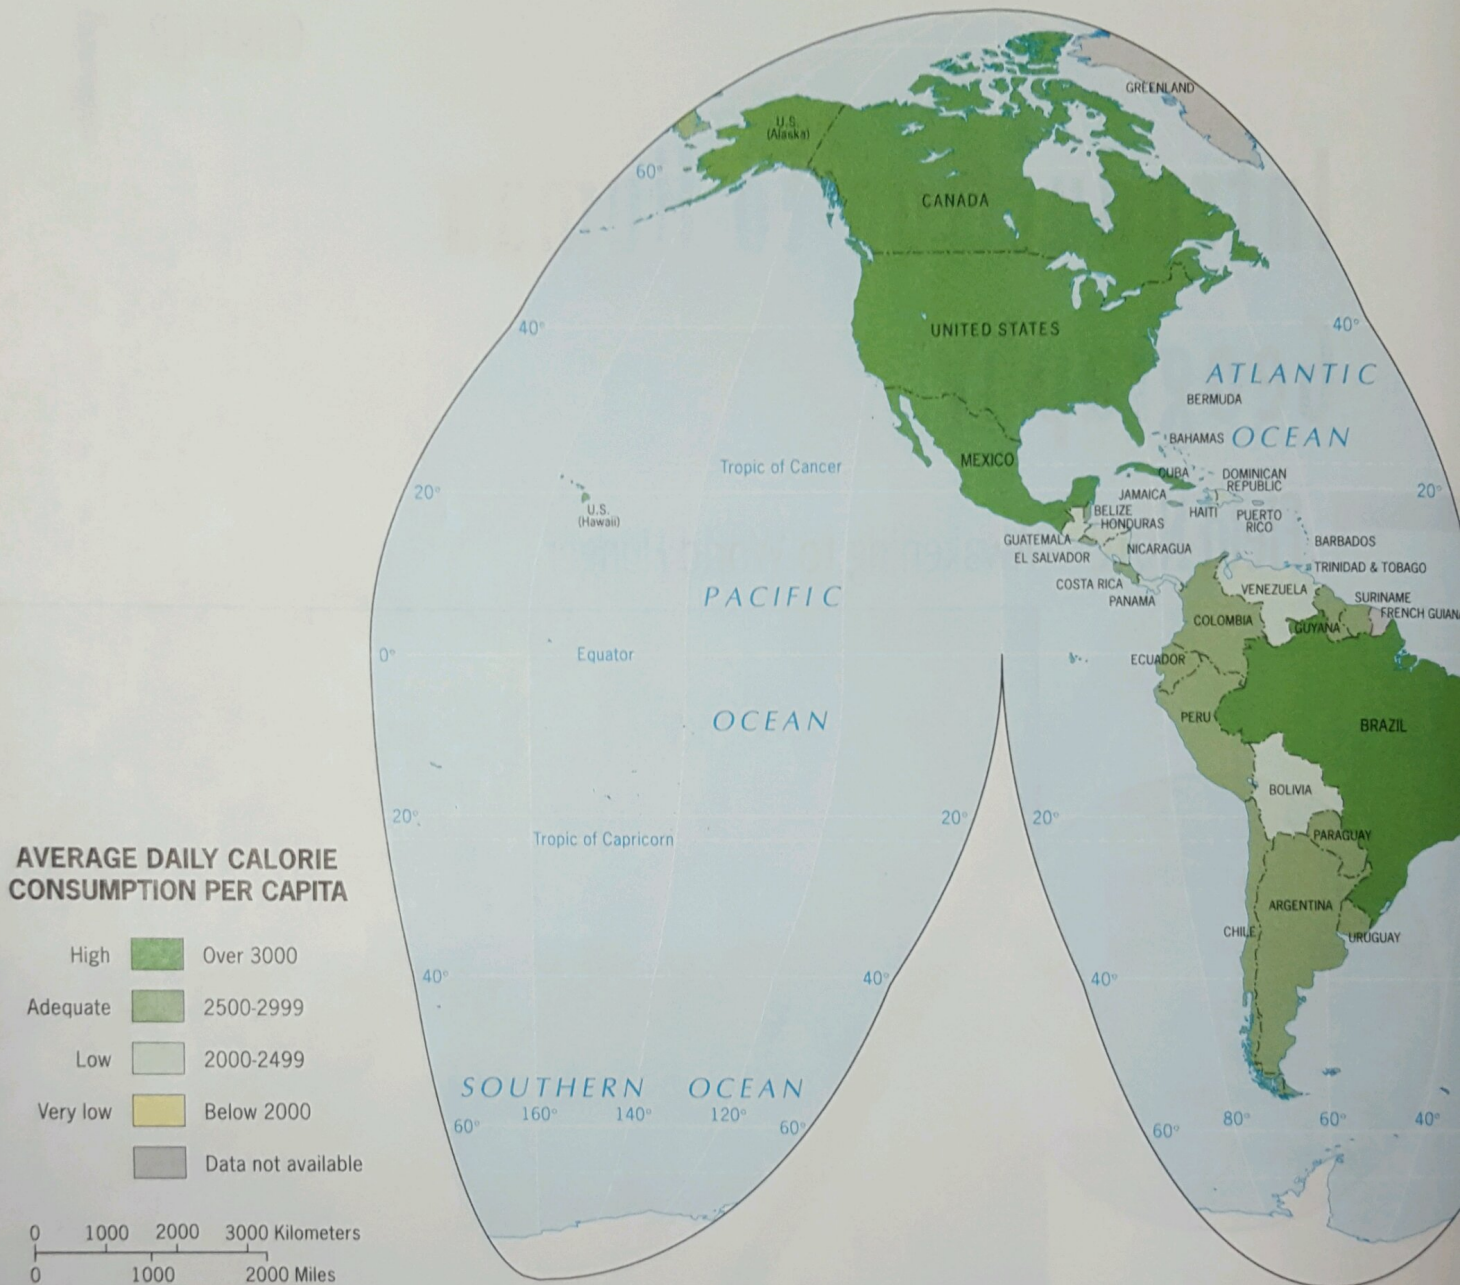 GREENLAND
U.S.
(Alaska)
60°
CANADA
40°
UNITED STATES
40°
ATLANTIC
BERMUDA
BAHAMAS
OCEAN
MEXICO
Tropic of Cancer
CUBA
DOMINICAN
REPUBLIC
20°
20°
JAMAICA
HAITI
PUERTO
RICO
U.S.
(Hawaii)
BELIZE
HONDURAS
GUATEMALA
EL SALVADOR
NICARAGUA
BARBADOS
TRINIDAD & TOBAGO
COSTA RICA
PANAMA
VENEZUELA
SURINAME
FRENCH GUIAN
PACIFIC
COLOMBIA
GUYANA
0°
Equator
ECUADOR
OCEAN
PERU
BRAZIL
BOLIVIA
20°
20°
20°
Tropic of Capricorn
PARAGUAY
ARGENTINA
CHILE
URUGUAY
40°
40°
40°
SOUTHERN OCEAN
160°
140°
120°
60°
60°
60°
80°
60°
40°
AVERAGE DAILY CALORIE
CONSUMPTION PER CAPITA
High Over 3000
Adequate 2500-2999
Low 2000-2499
Very low Below 2000
Data not available
0 1000 2000 3000 Kilometers
0 1000 2000 Miles